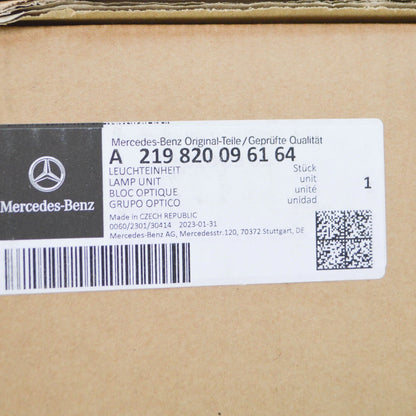 Mercedes-Benz Original-Teile/Geprüfte Qualität
A 219 820 09 61 64
LEUCHTEINHEIT Stück
LAMP UNIT unit
BLOC OPTIQUE unité 1
GRUPO OPTICO unidad
Mercedes-Benz
Made in CZECH REPUBLIC
0060/2301/30414 2023-01-31
Mercedes-Benz AG, Mercedesstr.120, 70372 Stuttgart, DE